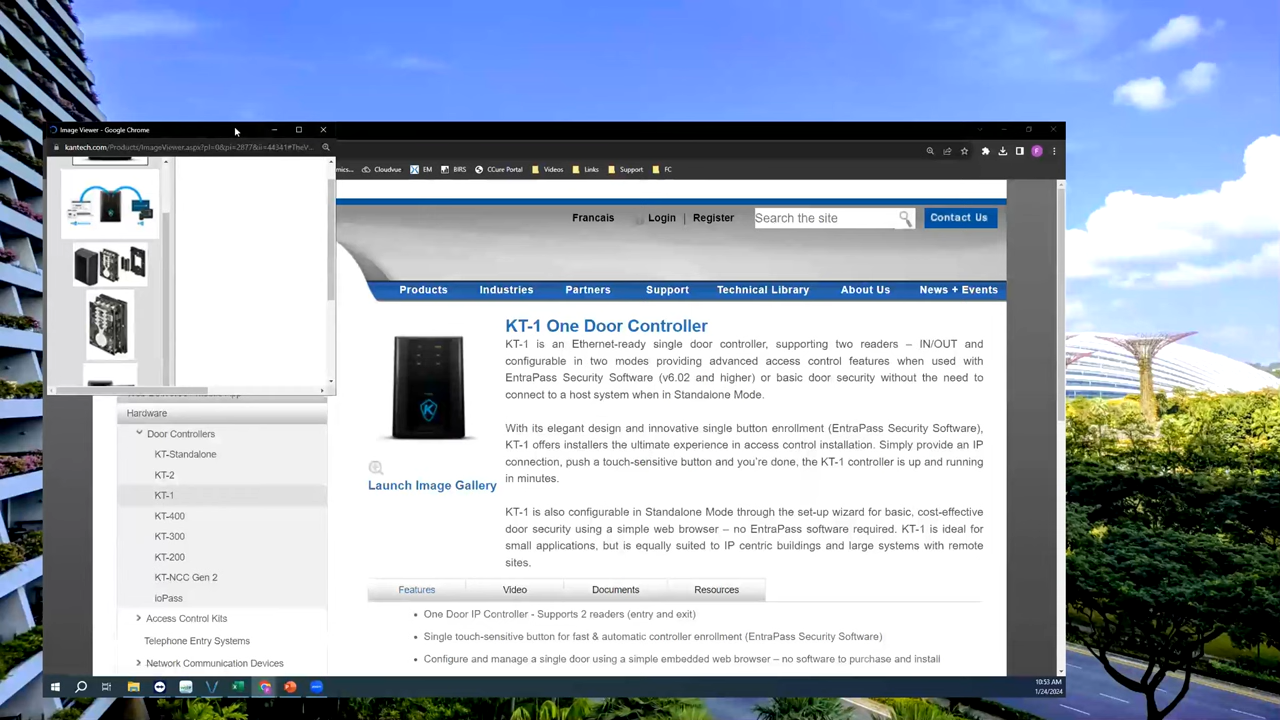 Image Viewer - Google Chrome
kantech.com/Products/ImageViewer.aspx?pl=0&pi=2877&ii=44341#TheV...
mics... Cloudvue EM BIRS CCure Portal Videos Links Support FC
Francais Login | Register Search the site Contact Us
Products Industries Partners Support Technical Library About Us News + Events
KT-1 One Door Controller
KT-1 is an Ethernet-ready single door controller, supporting two readers – IN/OUT and
configurable in two modes providing advanced access control features when used with
EntraPass Security Software (v6.02 and higher) or basic door security without the need to
connect to a host system when in Standalone Mode.
With its elegant design and innovative single button enrollment (EntraPass Security Software),
KT-1 offers installers the ultimate experience in access control installation. Simply provide an IP
connection, push a touch-sensitive button and you're done, the KT-1 controller is up and running
in minutes.
KT-1 is also configurable in Standalone Mode through the set-up wizard for basic, cost-effective
door security using a simple web browser – no EntraPass software required. KT-1 is ideal for
small applications, but is equally suited to IP centric buildings and large systems with remote
sites.
Launch Image Gallery
Hardware
Door Controllers
KT-Standalone
KT-2
KT-1
KT-400
KT-300
KT-200
KT-NCC Gen 2
ioPass
Access Control Kits
Telephone Entry Systems
Network Communication Devices
Features Video Documents Resources
• One Door IP Controller - Supports 2 readers (entry and exit)
• Single touch-sensitive button for fast & automatic controller enrollment (EntraPass Security Software)
• Configure and manage a single door using a simple embedded web browser – no software to purchase and install
10:53 AM
1/24/2024